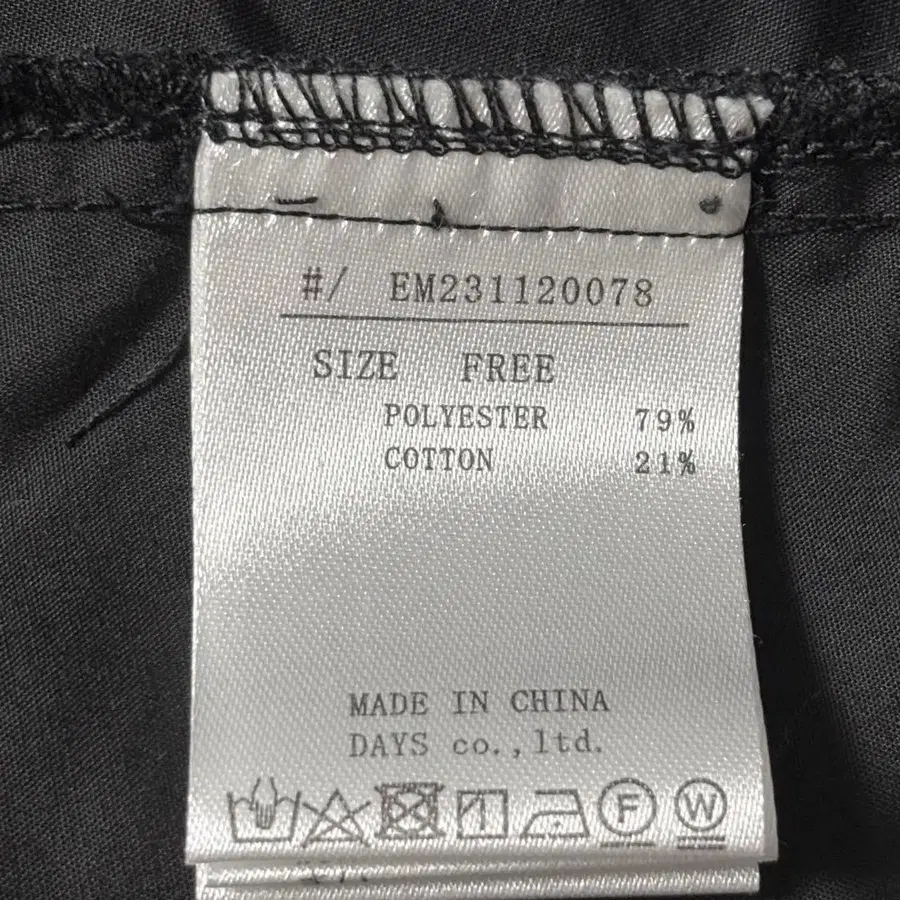 #/ EM231120078
SIZE FREE
POLYESTER 79%
COTTON 21%
MADE IN CHINA
DAYS co.,ltd.
F W